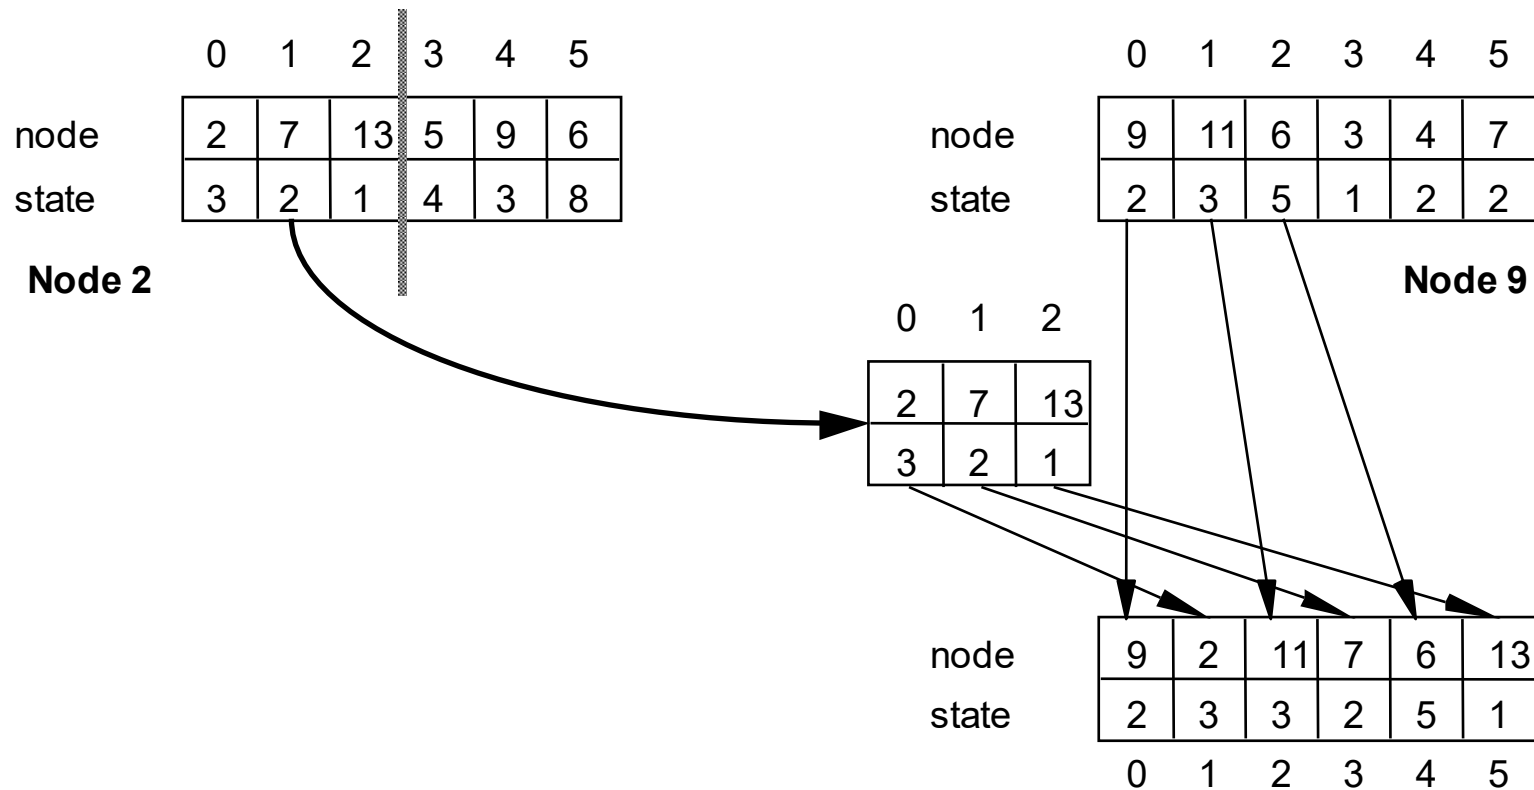 0 1 2 3 4 5
node 2 7 13 5 9 6
state 3 2 1 4 3 8
Node 2
0 1 2 3 4 5
node 9 11 6 3 4 7
state 2 3 5 1 2 2
Node 9
0 1 2
2 7 13
3 2 1
node 9 2 11 7 6 13
state 2 3 3 2 5 1
0 1 2 3 4 5